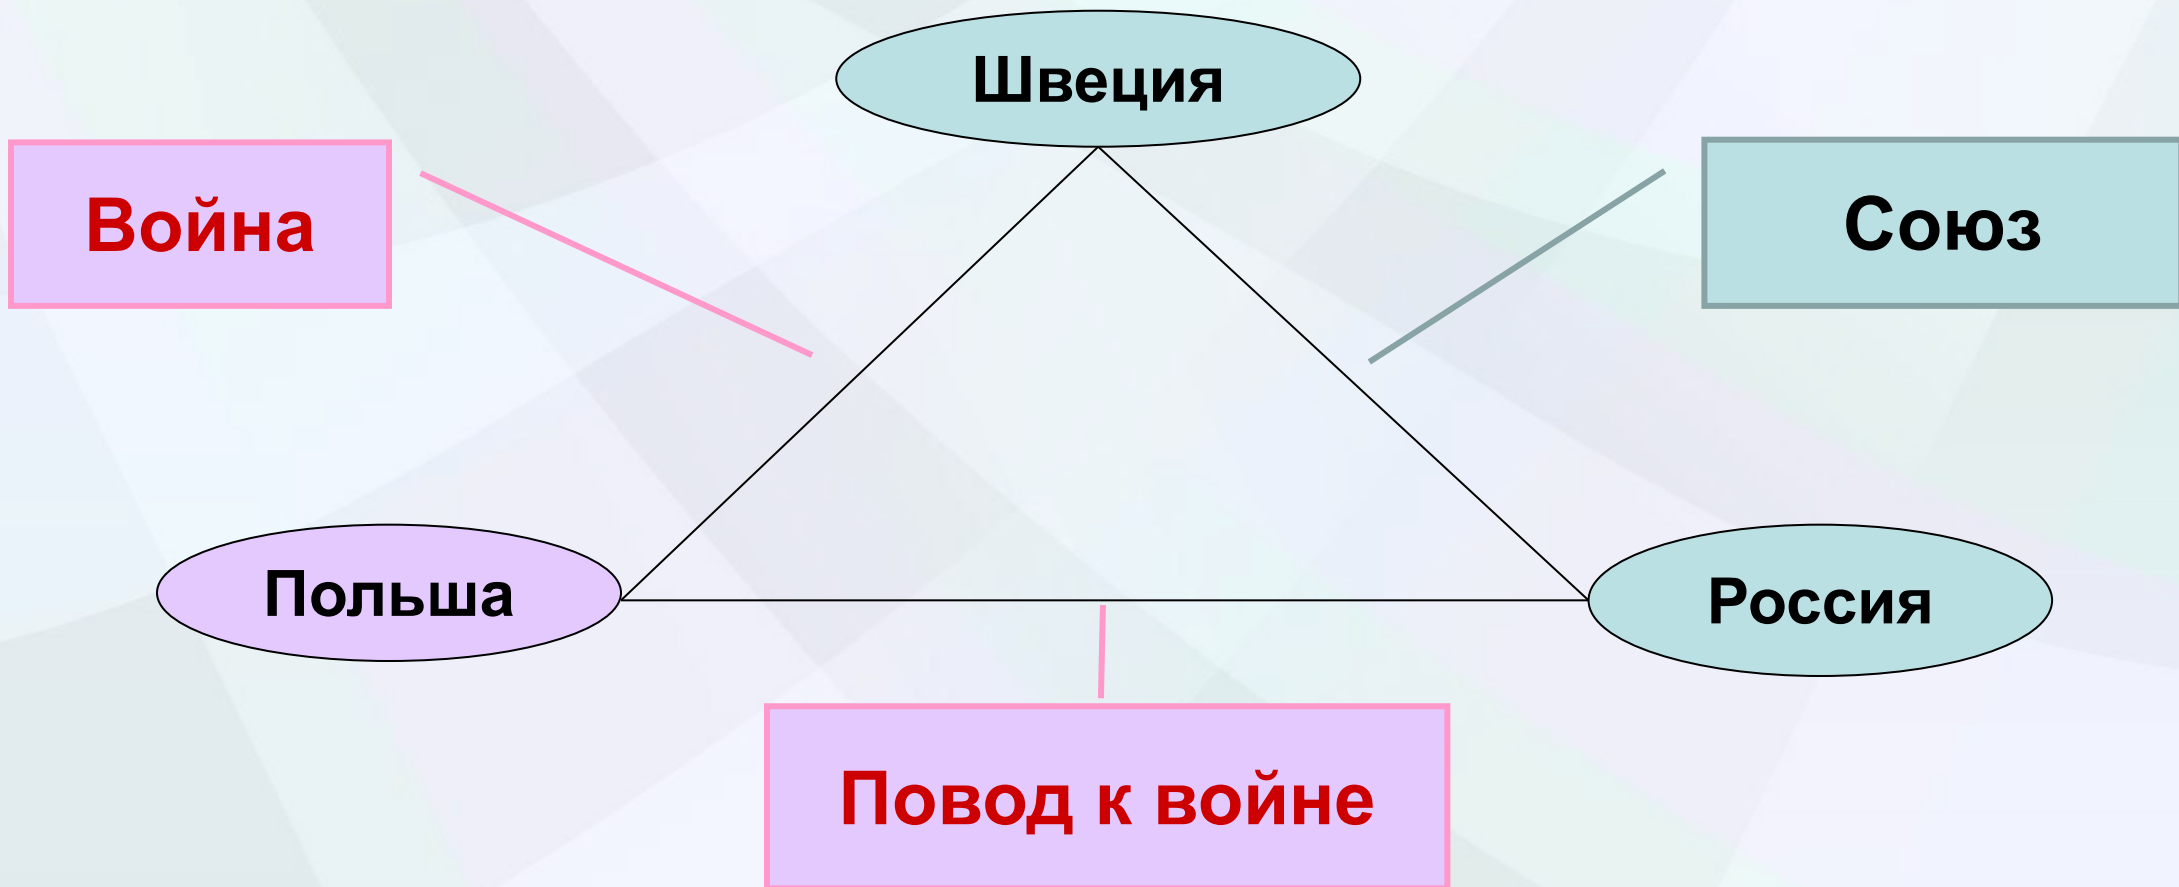 Швеция
Война
Союз
Польша
Россия
Повод к войне